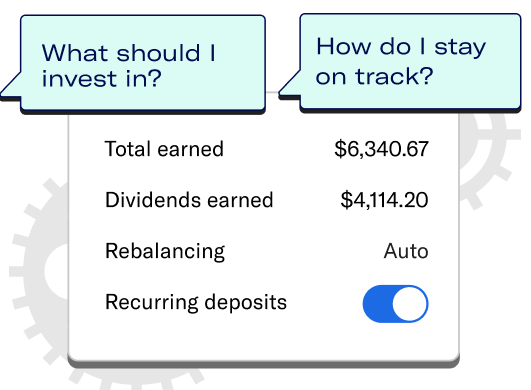 What should I
invest in?
How do I stay
on track?
Total earned $6,340.67
Dividends earned $4,114.20
Rebalancing Auto
Recurring deposits